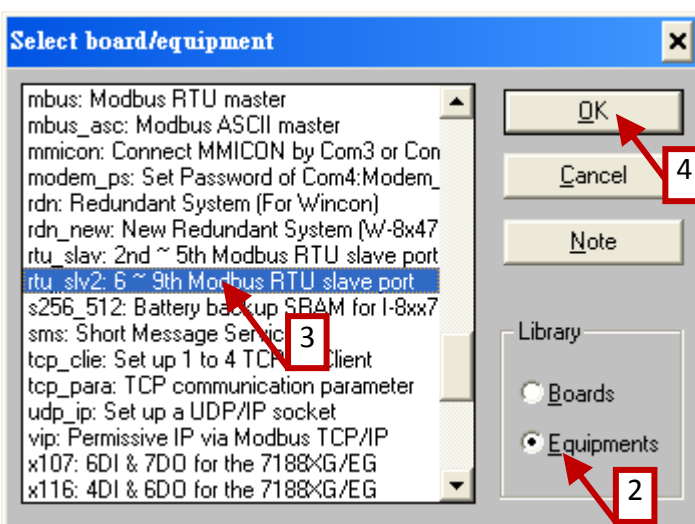 Select board/equipment
mbus: Modbus RTU master
mbus_asc: Modbus ASCII master
mmicon: Connect MMICON by Com3 or Con
modem_ps: Set Password of Com4:Modem_
rdn: Redundant System (For Wincon)
rdn_new: New Redundant System (W-8x47
rtu_slav: 2nd ~ 5th Modbus RTU slave port
rtu_slv2: 6 ~ 9th Modbus RTU slave port
s256_512: Battery backup SRAM for I-8xx7
sms: Short Message Servic
tcp_clie: Set up 1 to 4 TCP Client
tcp_para: TCP communication parameter
udp_ip: Set up a UDP/IP socket
vip: Permissive IP via Modbus TCP/IP
x107: 6DI & 7DO for the 7188XG/EG
x116: 4DI & 6DO for the 7188XG/EG
3
OK
4
Cancel
Note
Library
Boards
Equipments
2